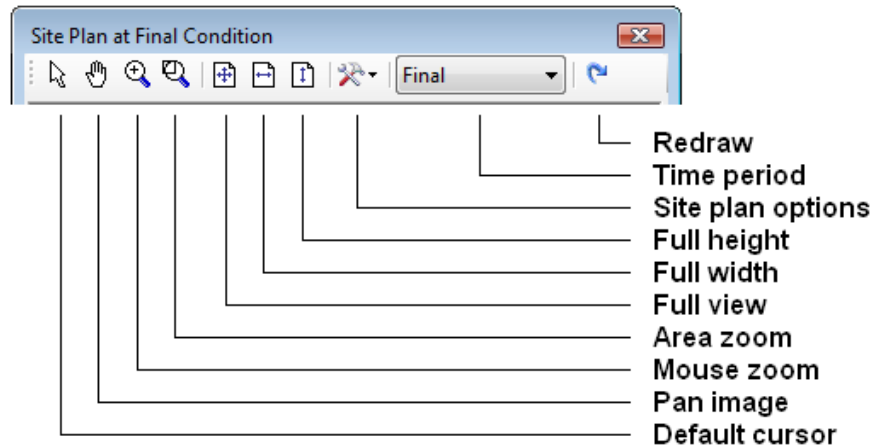 Site Plan at Final Condition
Final
Redraw
Time period
Site plan options
Full height
Full width
Full view
Area zoom
Mouse zoom
Pan image
Default cursor